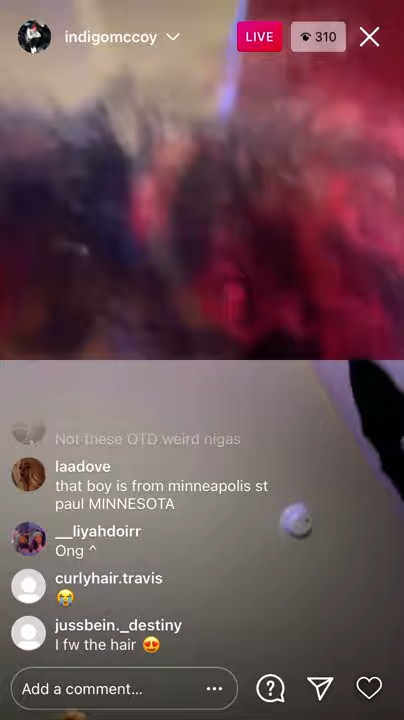 indigomccoy
LIVE
310
Not these OTD weird nigas
laadove
that boy is from minneapolis st
paul MINNESOTA
__liyahdoirr
Ong ^
curlyhair.travis
😭
jussbein._destiny
I fw the hair 😍
Add a comment...